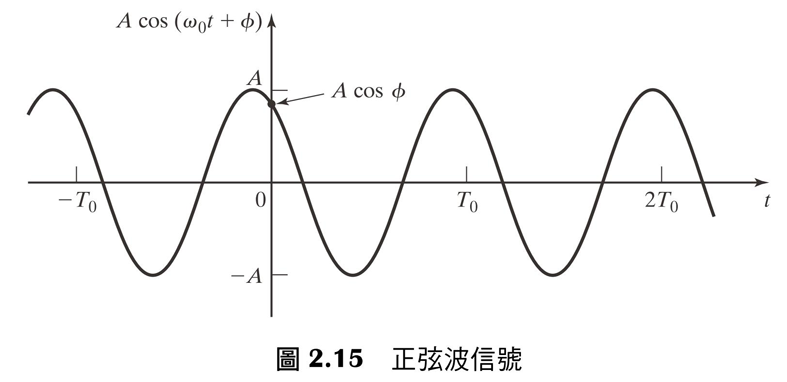 A cos (ω₀t + ϕ)
A
A cos ϕ
−T₀
0
T₀
2T₀
t
−A
圖 2.15 正弦波信號